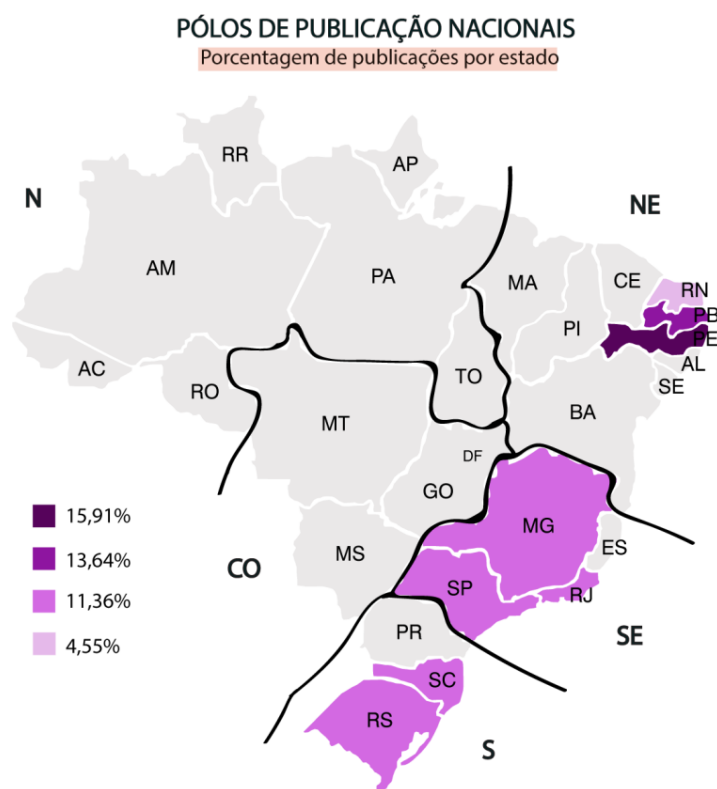 PÓLOS DE PUBLICAÇÃO NACIONAIS
Porcentagem de publicações por estado
RR
AP
N
NE
AM
PA
MA
CE
RN
PB
PI
PE
AL
AC
RO
TO
SE
MT
BA
DF
GO
15,91%
MG
13,64%
MS
ES
CO
11,36%
SP
RJ
4,55%
PR
SE
SC
RS
S